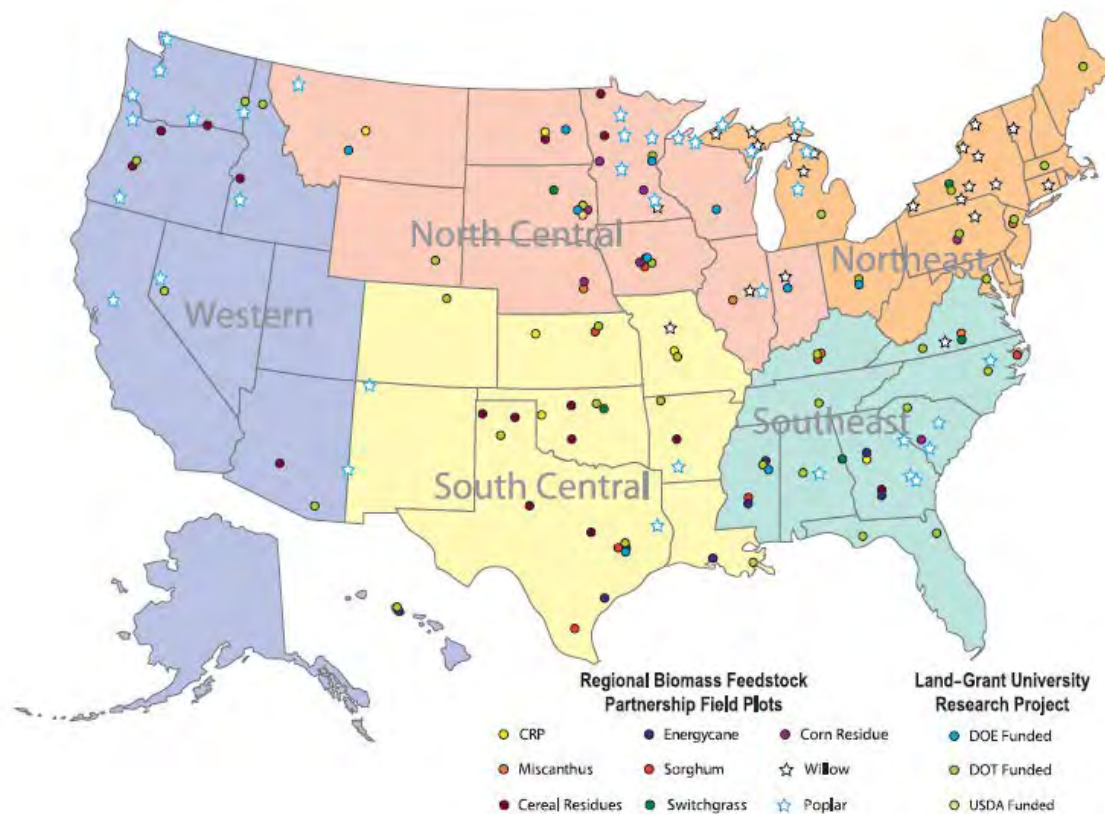 North Central
Northeast
Western
Southeast
South Central
Regional Biomass Feedstock
Partnership Field Plots
Land-Grant University
Research Project
CRP
Energycane
Corn Residue
DOE Funded
Miscanthus
Sorghum
Willow
DOT Funded
Cereal Residues
Switchgrass
Poplar
USDA Funded